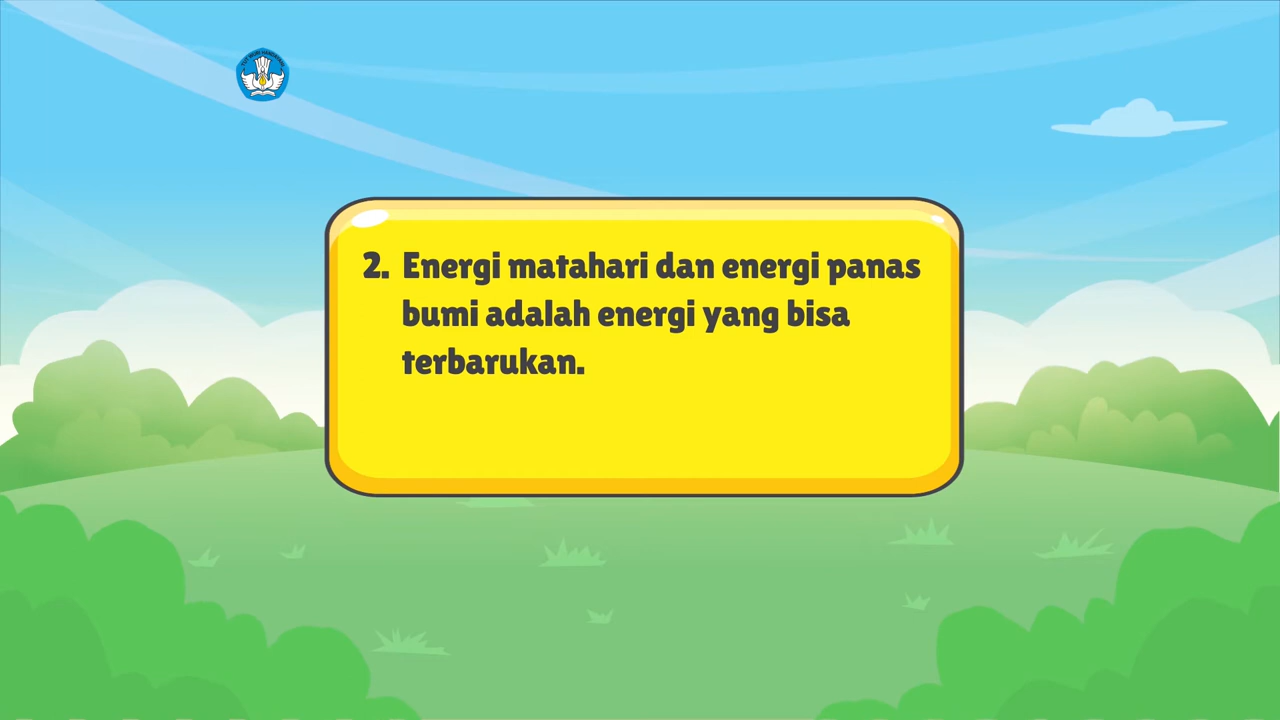 2. Energi matahari dan energi panas
bumi adalah energi yang bisa
terbarukan.